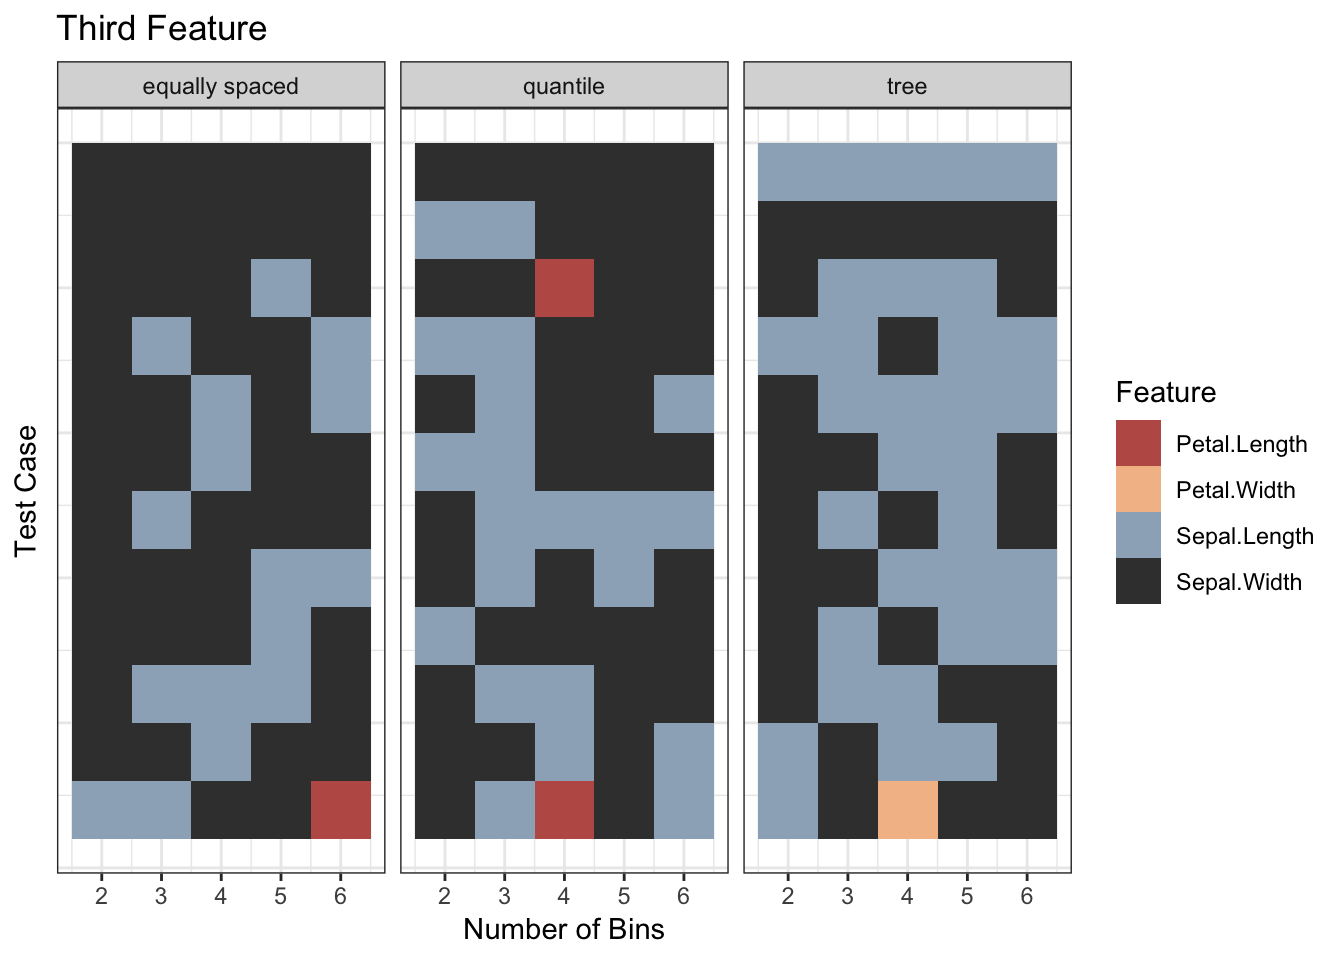 Third Feature
equally spaced quantile tree
Test Case
Feature
Petal.Length
Petal.Width
Sepal.Length
Sepal.Width
2 3 4 5 6 2 3 4 5 6 2 3 4 5 6
Number of Bins